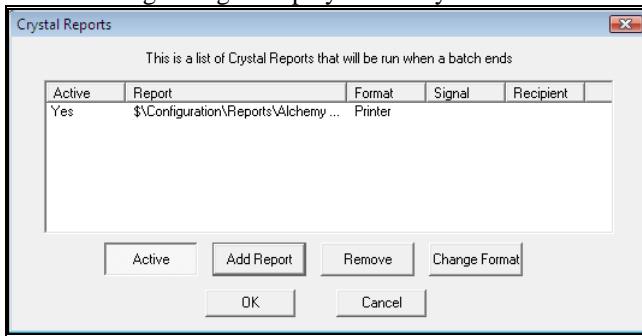 Crystal Reports
This is a list of Crystal Reports that will be run when a batch ends
Active Report Format Signal Recipient
Yes $\Configuration\Reports\Alchemy ... Printer
Active Add Report Remove Change Format
OK Cancel